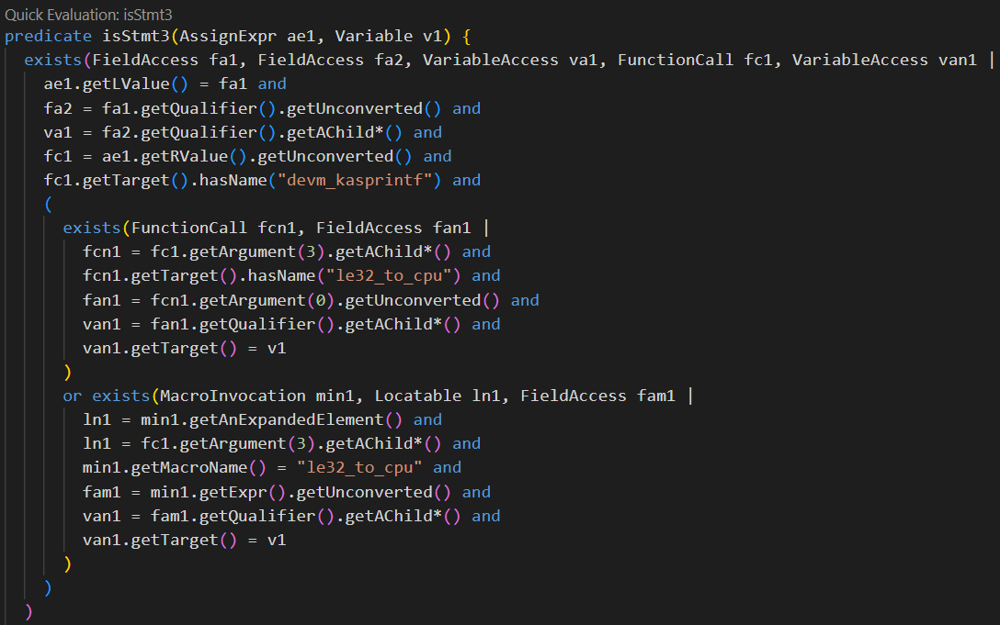 Quick Evaluation: isStmt3
predicate isStmt3(AssignExpr ae1, Variable v1) {
  exists(FieldAccess fa1, FieldAccess fa2, VariableAccess va1, FunctionCall fc1, VariableAccess van1 |
    ae1.getLValue() = fa1 and
    fa2 = fa1.getQualifier().getUnconverted() and
    va1 = fa2.getQualifier().getAChild*() and
    fc1 = ae1.getRValue().getUnconverted() and
    fc1.getTarget().hasName("devm_kasprintf") and
    (
      exists(FunctionCall fcn1, FieldAccess fan1 |
        fcn1 = fc1.getArgument(3).getAChild*() and
        fcn1.getTarget().hasName("le32_to_cpu") and
        fan1 = fcn1.getArgument(0).getUnconverted() and
        van1 = fan1.getQualifier().getAChild*() and
        van1.getTarget() = v1
      )
      or exists(MacroInvocation min1, Locatable ln1, FieldAccess fam1 |
        ln1 = min1.getAnExpandedElement() and
        ln1 = fc1.getArgument(3).getAChild*() and
        min1.getMacroName() = "le32_to_cpu" and
        fam1 = min1.getExpr().getUnconverted() and
        van1 = fam1.getQualifier().getAChild*() and
        van1.getTarget() = v1
      )
    )
  )